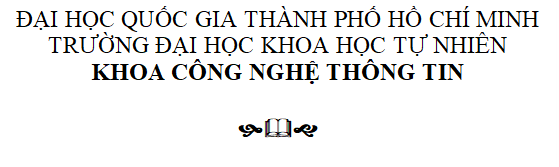 ĐẠI HỌC QUỐC GIA THÀNH PHỐ HỒ CHÍ MINH
TRƯỜNG ĐẠI HỌC KHOA HỌC TỰ NHIÊN
KHOA CÔNG NGHỆ THÔNG TIN